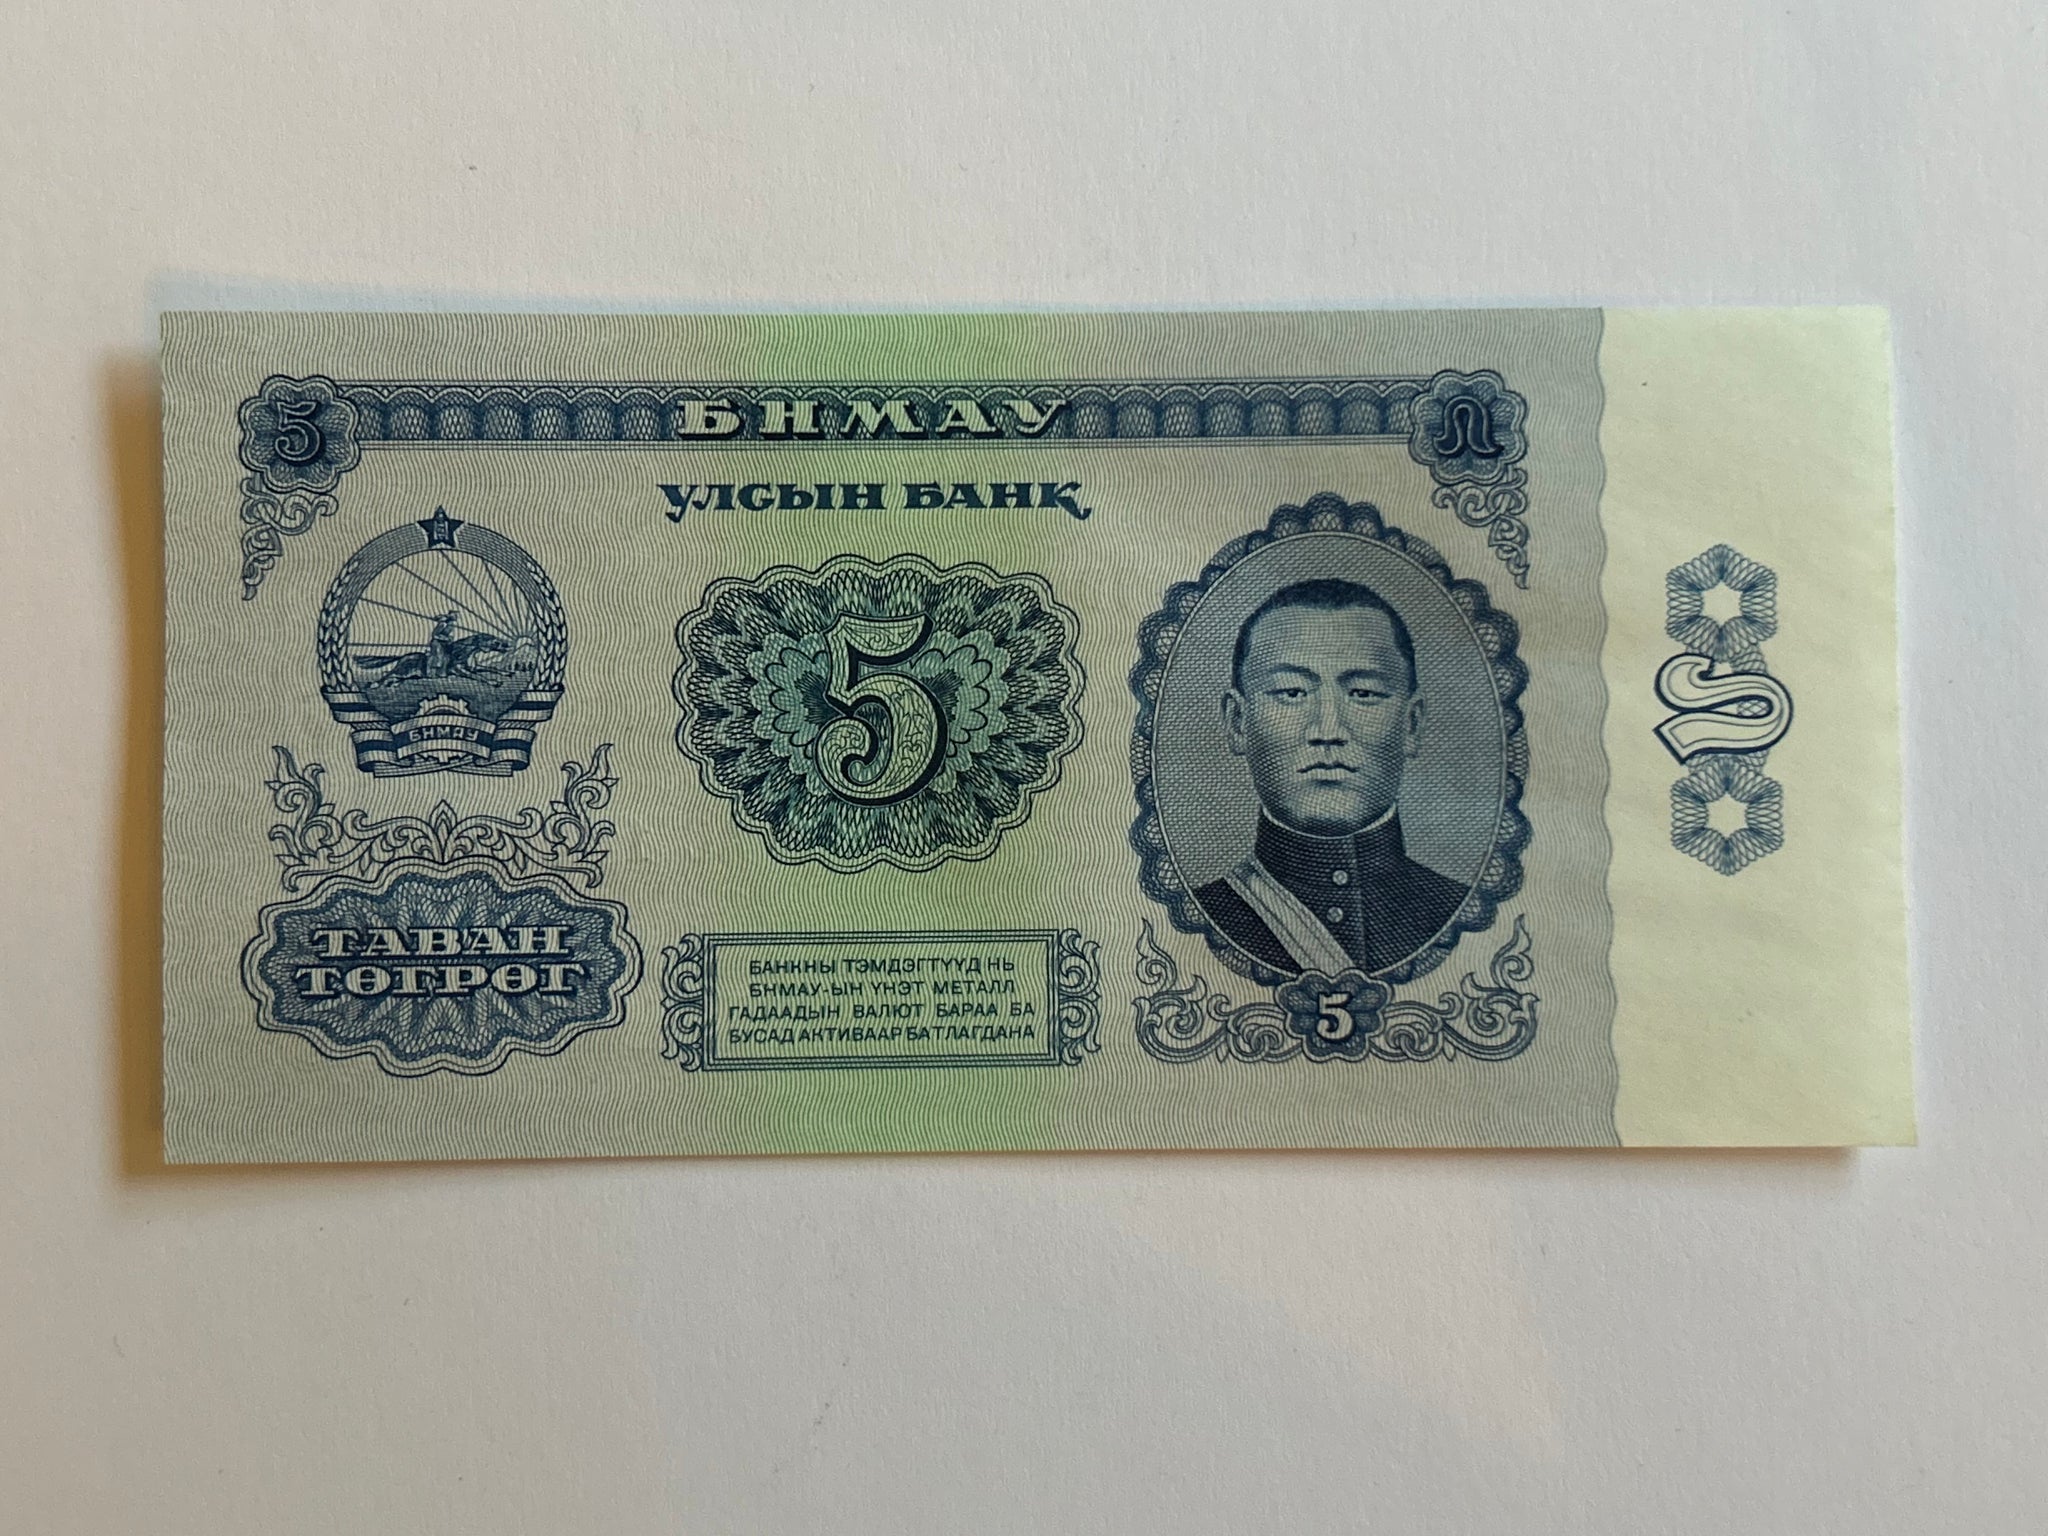 БНМАУ
5
УЛСЫН БАНК
БНМАУ
5
ТАВАН
ТӨГРӨГ
БАНКНЫ ТЭМДЭГТҮҮД НЬ
БНМАУ-ЫН ҮНЭТ МЕТАЛЛ
ГАДААДЫН ВАЛЮТ БАРАА БА
БУСАД АКТИВААР БАТЛАГДАНА
5
5